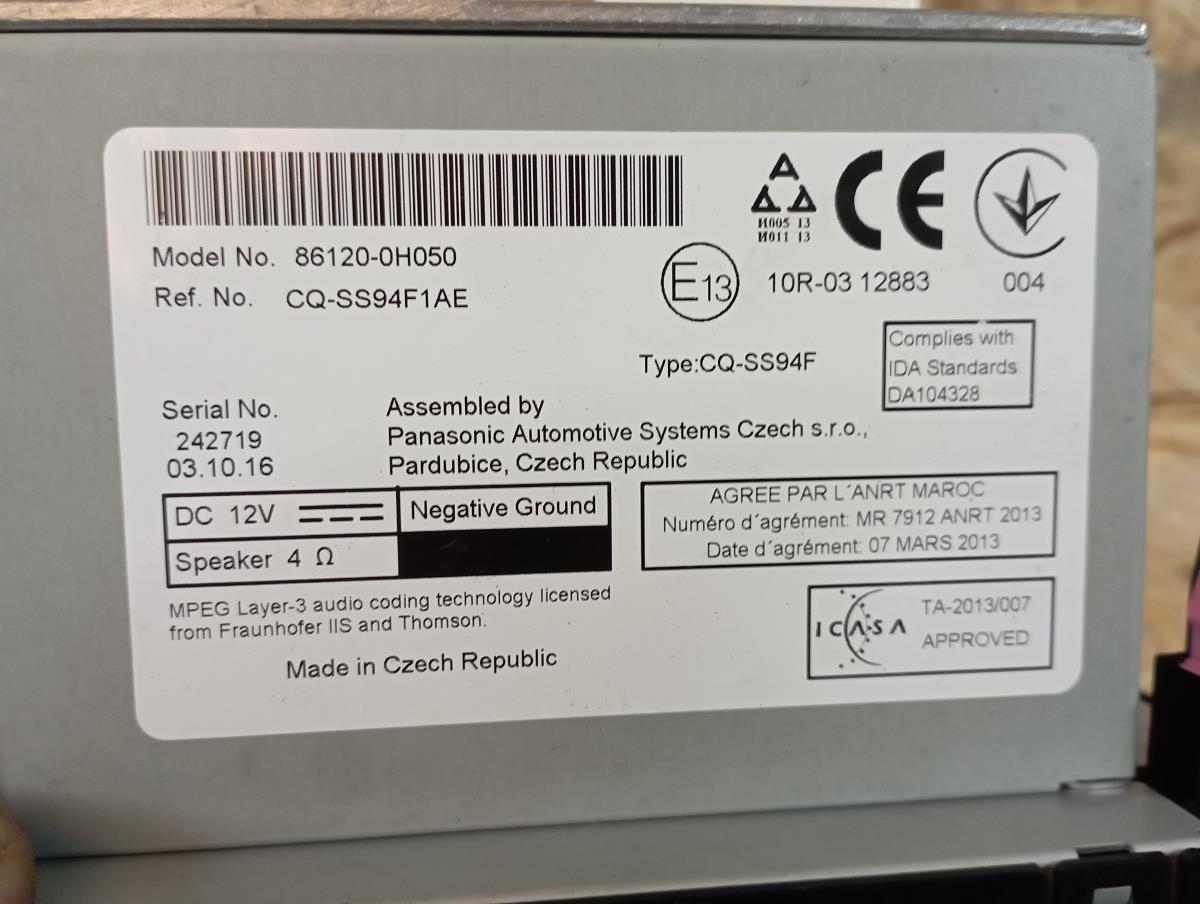 Model No. 86120-0H050
Ref. No. CQ-SS94F1AE
M005 13
M011 13
CE
E13
10R-03 12883
004
Type:CQ-SS94F
Complies with
IDA Standards
DA104328
Serial No.
242719
03.10.16
Assembled by
Panasonic Automotive Systems Czech s.r.o.,
Pardubice, Czech Republic
DC 12V
Negative Ground
Speaker 4 Ω
AGREE PAR L´ANRT MAROC
Numéro d´agrément: MR 7912 ANRT 2013
Date d´agrément: 07 MARS 2013
MPEG Layer-3 audio coding technology licensed
from Fraunhofer IIS and Thomson.
Made in Czech Republic
ICASA
TA-2013/007
APPROVED